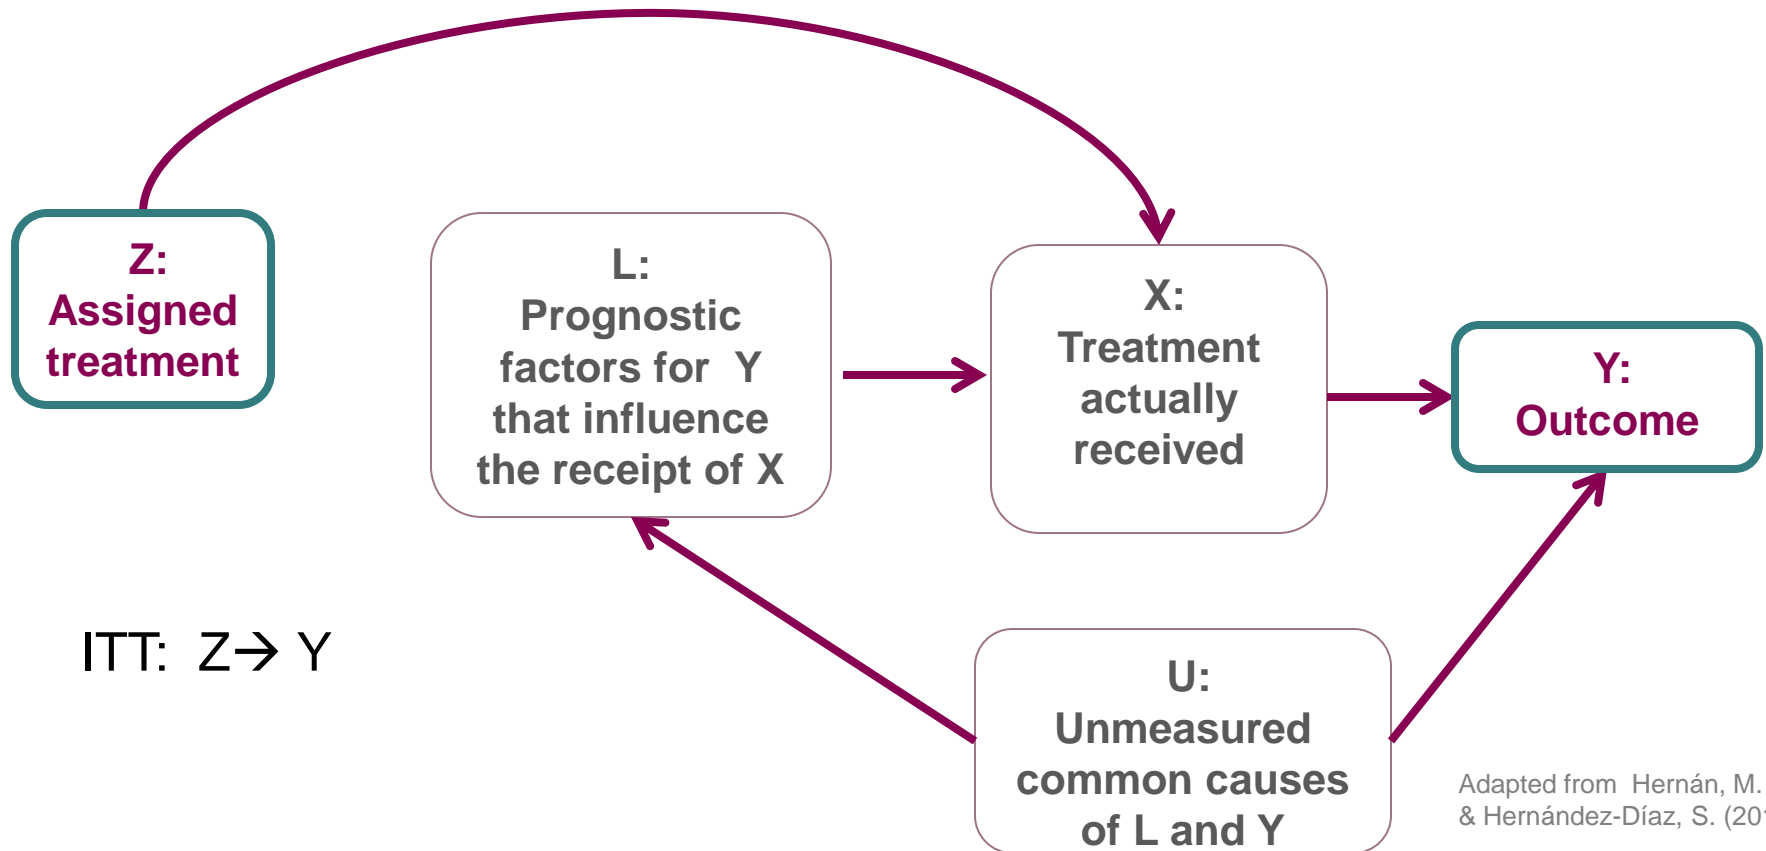 Z:
Assigned
treatment
L:
Prognostic
factors for Y
that influence
the receipt of X
X:
Treatment
actually
received
Y:
Outcome
ITT: Z→ Y
U:
Unmeasured
common causes
of L and Y
Adapted from Hernán, M.
& Hernández-Díaz, S. (201